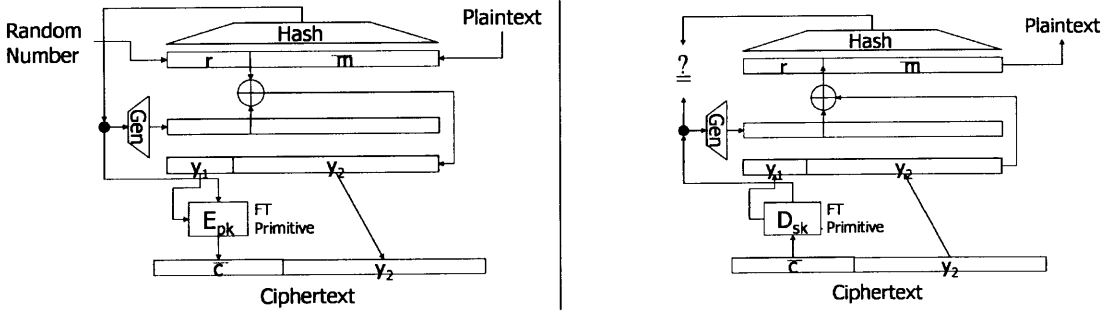 Random
Number
Hash
Plaintext
r
m
Gen
y1
y2
Epk
FT
Primitive
c
y2
Ciphertext
Hash
Plaintext
r
m
?
=
Gen
y1
y2
Dsk
FT
Primitive
c
y2
Ciphertext